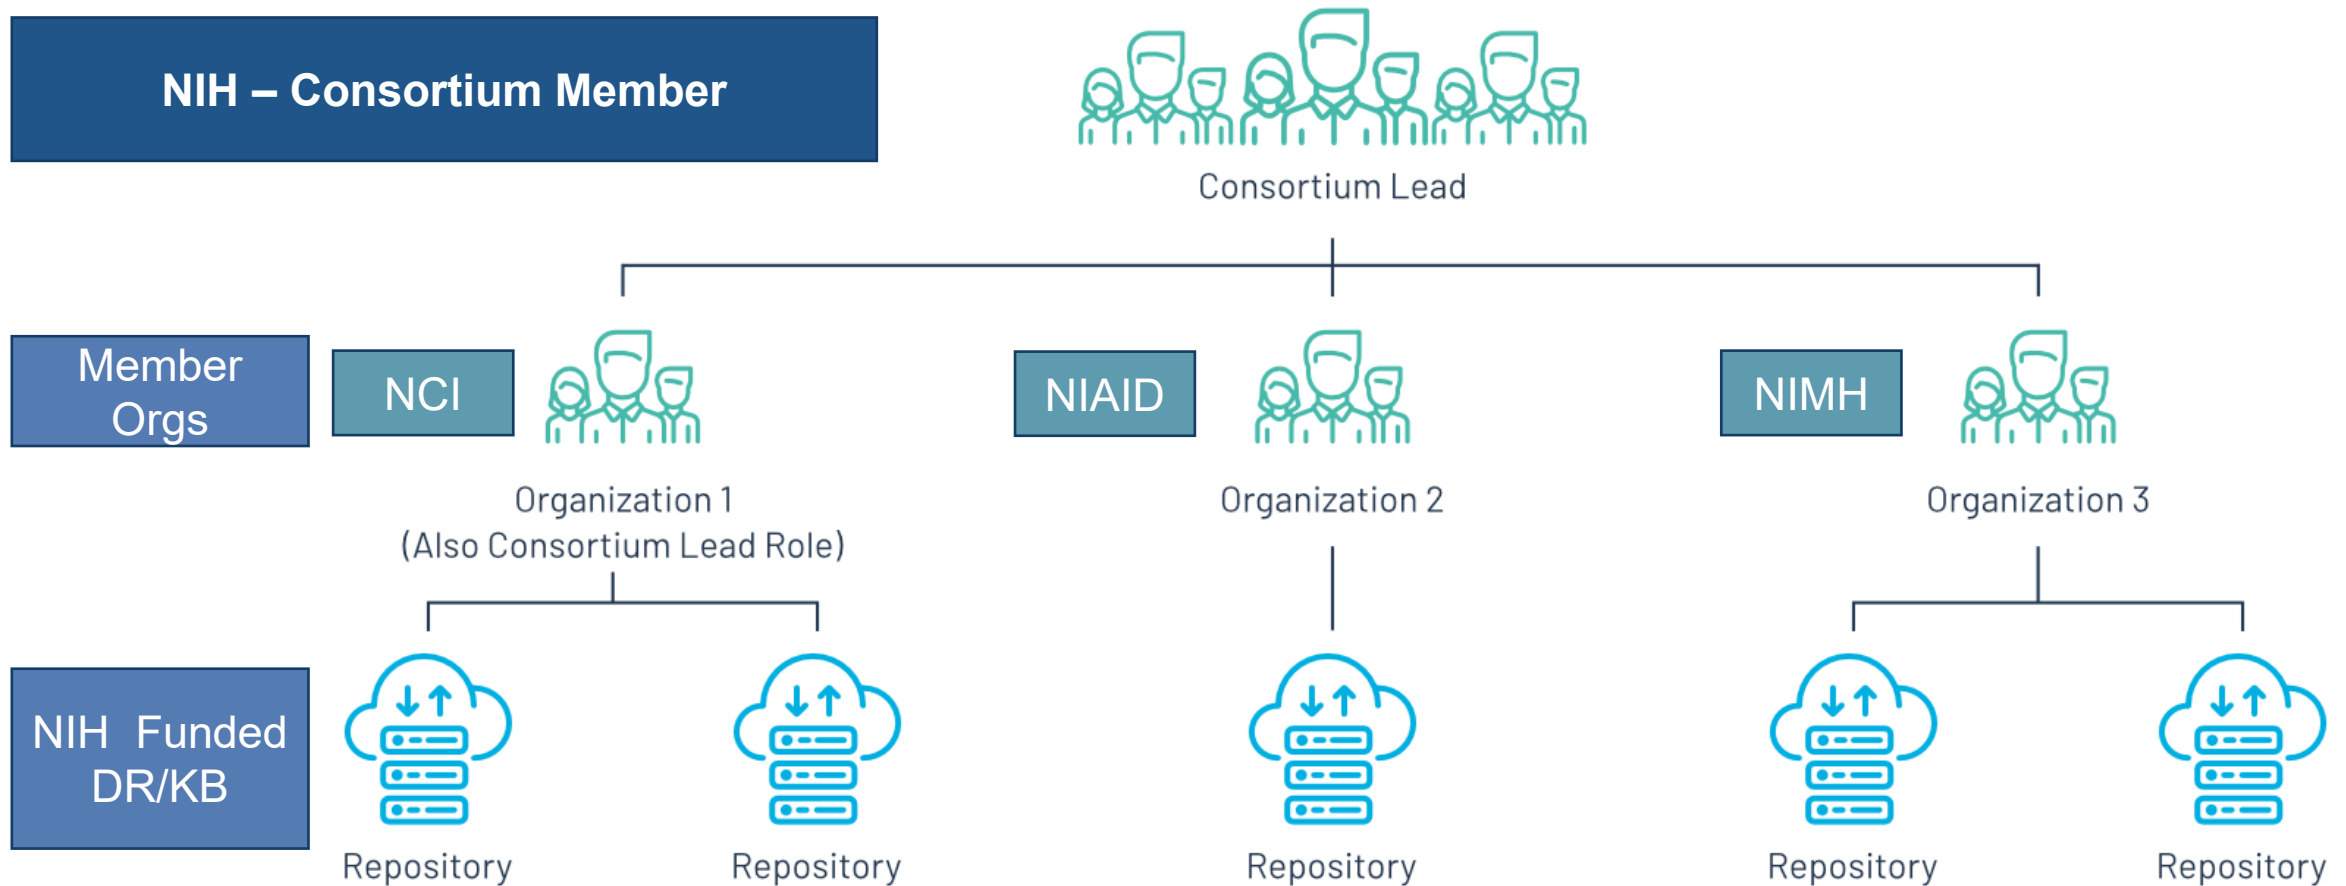 NIH – Consortium Member
Consortium Lead
Member
Orgs
NCI
NIAID
NIMH
Organization 1
(Also Consortium Lead Role)
Organization 2
Organization 3
NIH  Funded
DR/KB
Repository
Repository
Repository
Repository
Repository